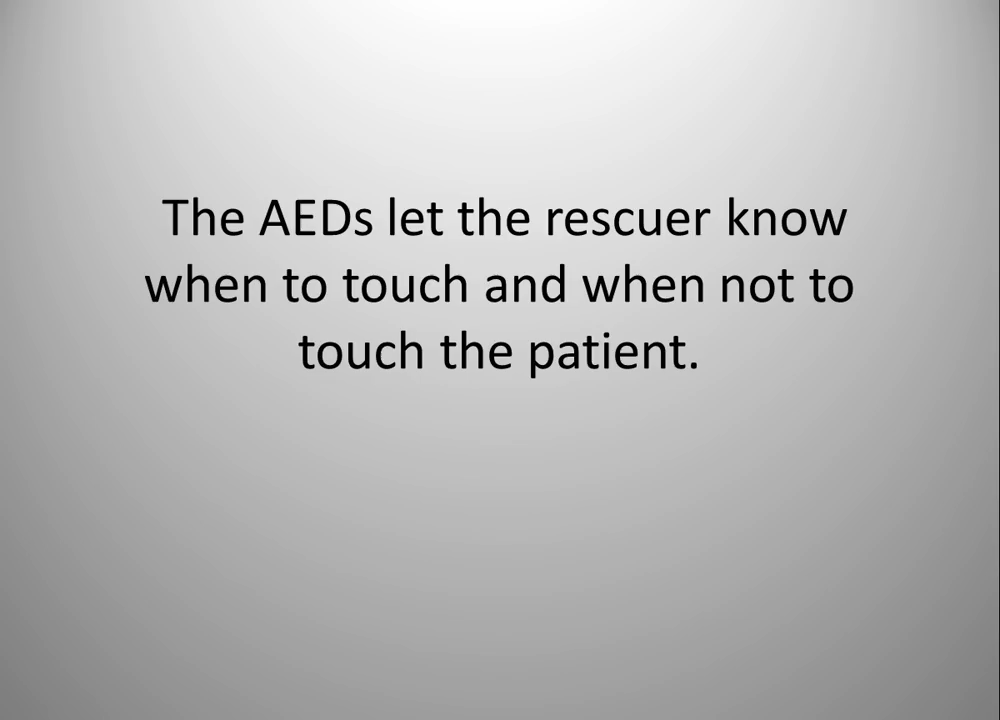 The AEDs let the rescuer know
when to touch and when not to
touch the patient.